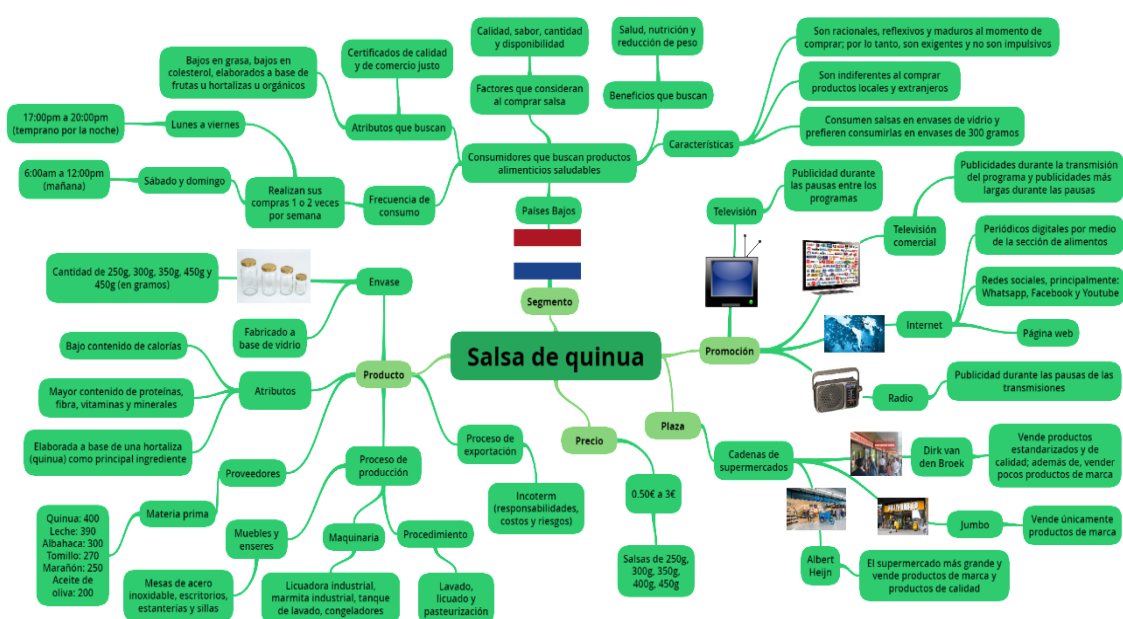 Salsa de quinua
Segmento
Países Bajos
Consumidores que buscan productos
alimenticios saludables
Factores que consideran
al comprar salsa
Calidad, sabor, cantidad
y disponibilidad
Beneficios que buscan
Salud, nutrición y
reducción de peso
Características
Son racionales, reflexivos y maduros al momento de
comprar; por lo tanto, son exigentes y no son impulsivos
Son indiferentes al comprar
productos locales y extranjeros
Consumen salsas en envases de vidrio y
prefieren consumirlas en envases de 300 gramos
Atributos que buscan
Certificados de calidad
y de comercio justo
Bajos en grasa, bajos en
colesterol, elaborados a base de
frutas u hortalizas u orgánicos
Frecuencia de
consumo
Realizan sus
compras 1 o 2 veces
por semana
Lunes a viernes
17:00pm a 20:00pm
(temprano por la noche)
Sábado y domingo
6:00am a 12:00pm
(mañana)
Promoción
Televisión
Publicidad durante
las pausas entre los
programas
Televisión
comercial
Publicidades durante la transmisión
del programa y publicidades más
largas durante las pausas
Internet
Periódicos digitales por medio
de la sección de alimentos
Redes sociales, principalmente:
Whatsapp, Facebook y Youtube
Página web
Radio
Publicidad durante las pausas de las
transmisiones
Plaza
Cadenas de
supermercados
Dirk van
den Broek
Vende productos
estandarizados y de
calidad; además de, vender
pocos productos de marca
Jumbo
Vende únicamente
productos de marca
Albert
Heijn
El supermercado más grande y
vende productos de marca y
productos de calidad
Precio
0.50€ a 3€
Salsas de 250g,
300g, 350g,
400g, 450g
Producto
Envase
Cantidad de 250g, 300g, 350g, 450g y
450g (en gramos)
Fabricado a
base de vidrio
Atributos
Bajo contenido de calorías
Mayor contenido de proteínas,
fibra, vitaminas y minerales
Elaborada a base de una hortaliza
(quinua) como principal ingrediente
Proveedores
Materia prima
Quinua: 400
Leche: 390
Albahaca: 300
Tomillo: 270
Marañón: 250
Aceite de
oliva: 200
Proceso de
producción
Muebles y
enseres
Mesas de acero
inoxidable, escritorios,
estanterías y sillas
Maquinaria
Licuadora industrial,
marmita industrial, tanque
de lavado, congeladores
Procedimiento
Lavado,
licuado y
pasteurización
Proceso de
exportación
Incoterm
(responsabilidades,
costos y riesgos)